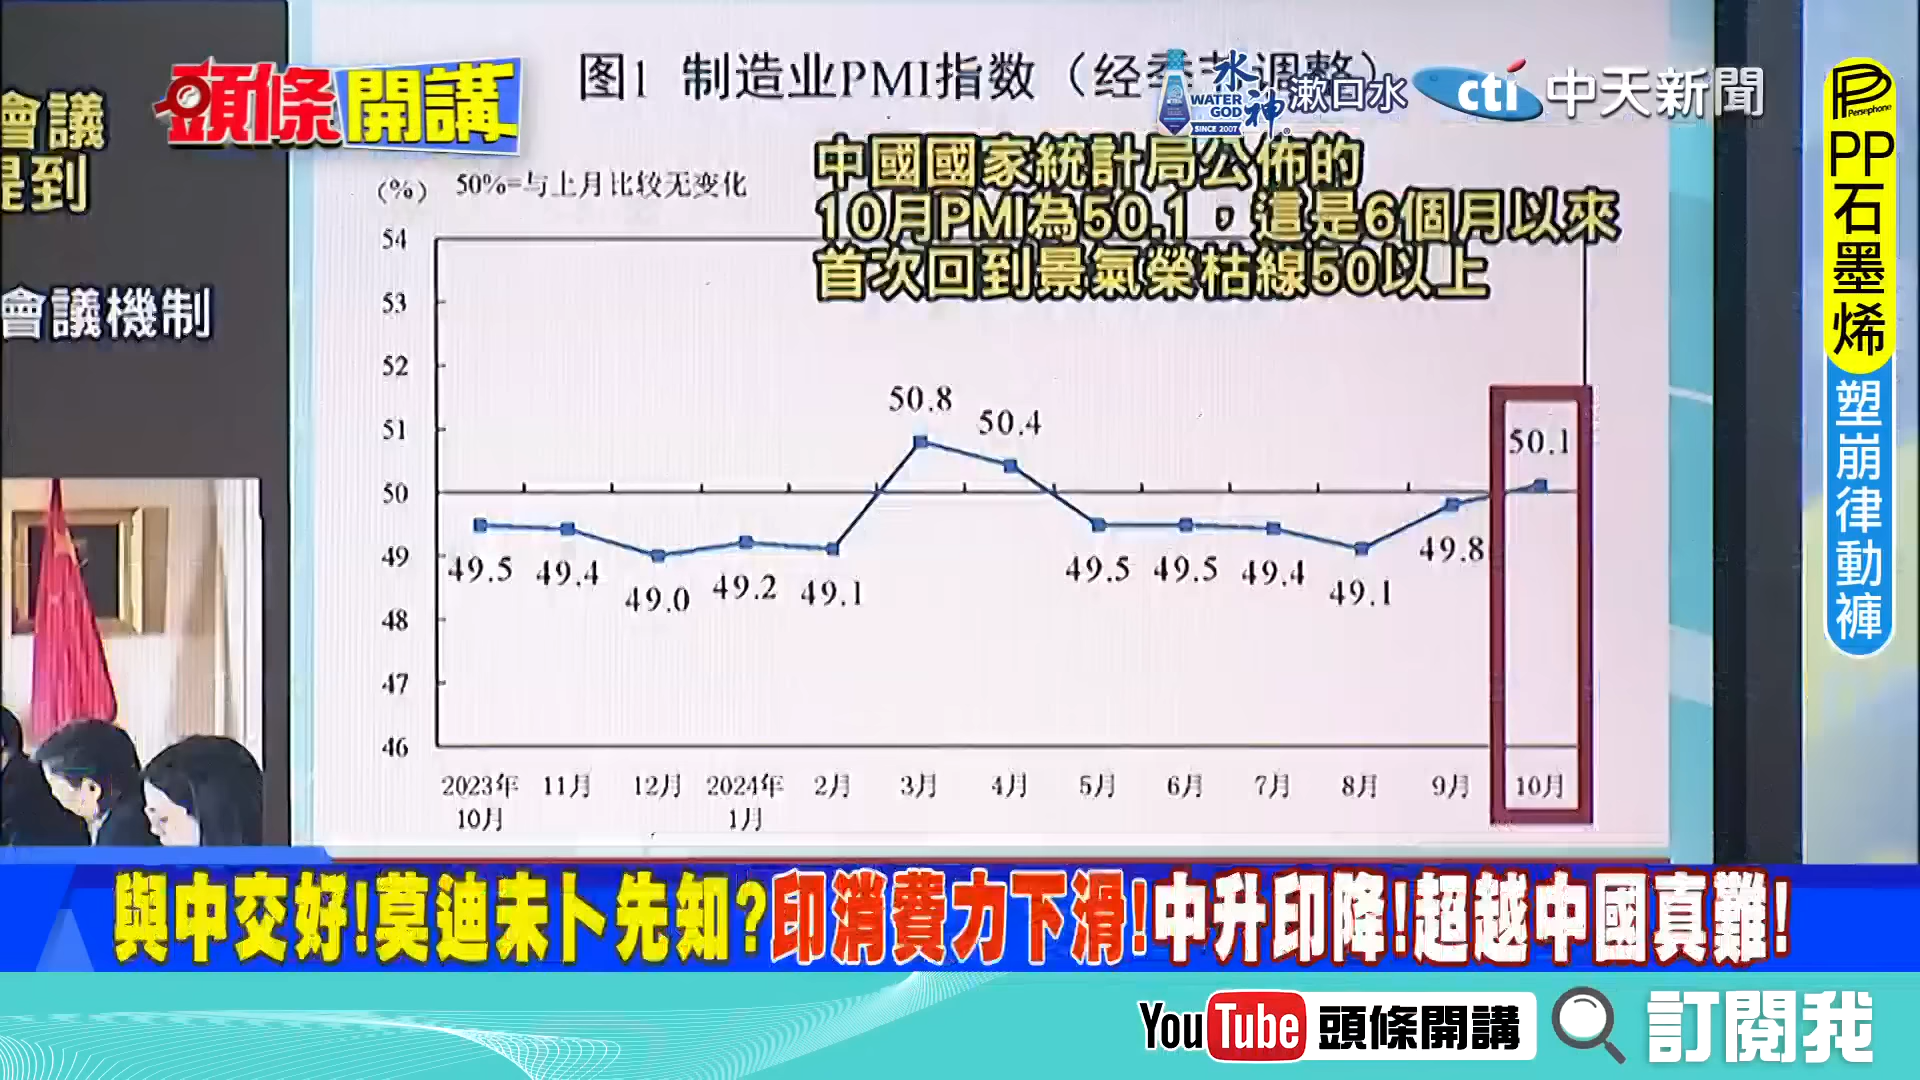 會議
是到
會議機制
頭條開講
图1 制造业PMI指数（经季节调整）
水神
WATER GOD
SINCE 2007
漱口水
cti 中天新聞
(%) 50%=与上月比较无变化
中國國家統計局公佈的
10月PMI為50.1，這是6個月以來
首次回到景氣榮枯線50以上
54
53
52
51
50
49
48
47
46
49.5
49.4
49.0
49.2
49.1
50.8
50.4
49.5
49.5
49.4
49.1
49.8
50.1
2023年10月
11月
12月
2024年1月
2月
3月
4月
5月
6月
7月
8月
9月
10月
Persephone
PP石墨烯
塑崩律動褲
與中交好!莫迪未卜先知?印消費力下滑!中升印降!超越中國真難!
YouTube 頭條開講
訂閱我